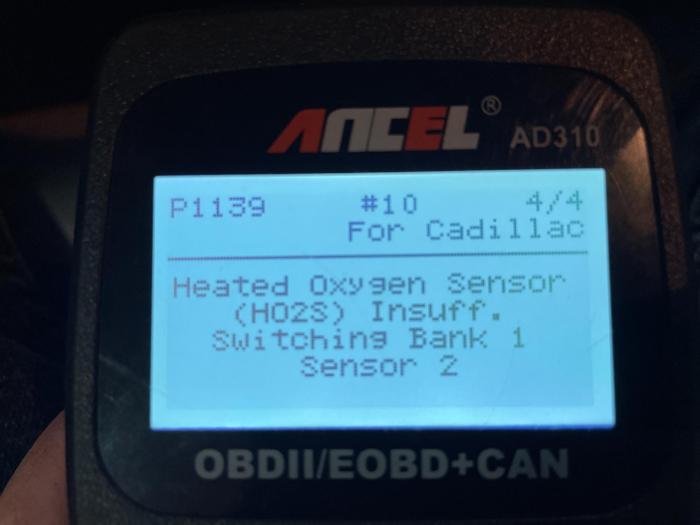 ANCEL® AD310
P1139 #10 4/4
For Cadillac
Heated Oxygen Sensor
(HO2S) Insuff.
Switching Bank 1
Sensor 2
OBDII/EOBD+CAN